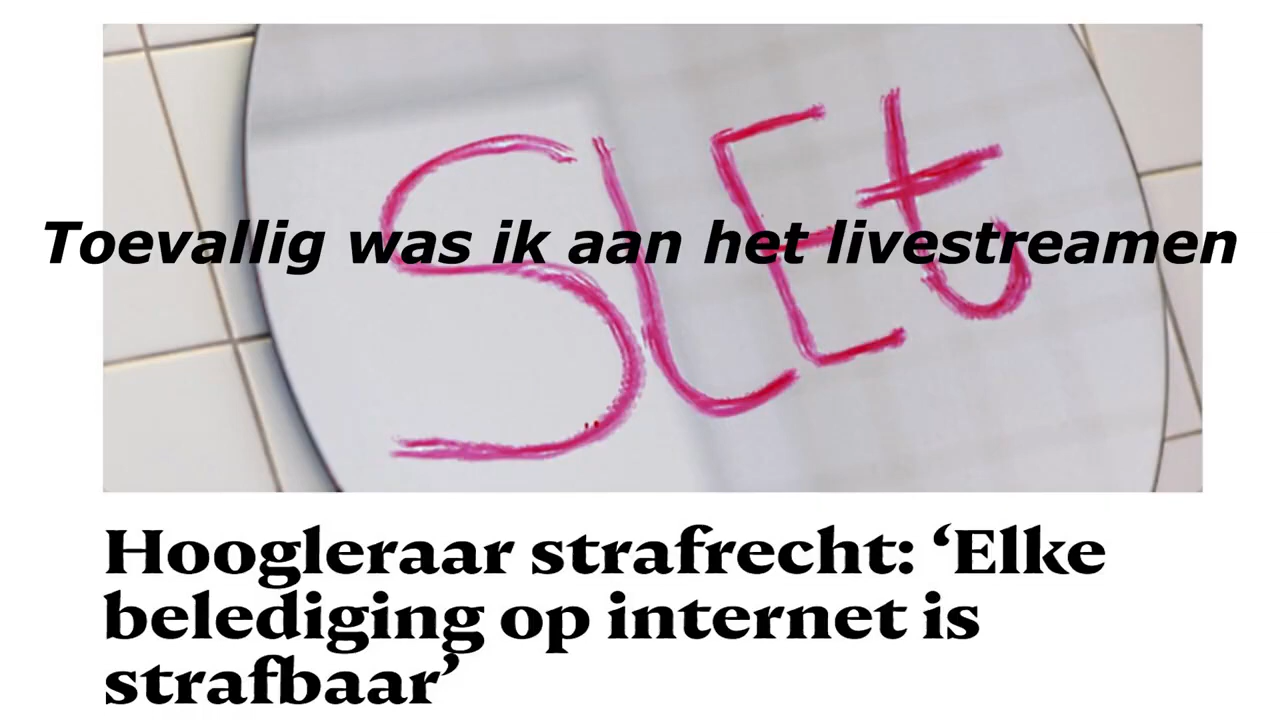 SLEt
Toevallig was ik aan het livestreamen
Hoogleraar strafrecht: ‘Elke
belediging op internet is
strafbaar’